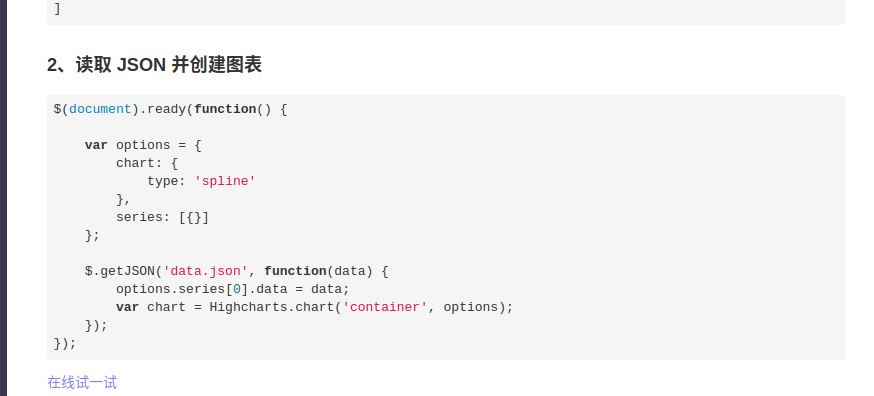 ]
2、读取 JSON 并创建图表
$(document).ready(function() {
    var options = {
        chart: {
            type: 'spline'
        },
        series: [{}]
    };
    $.getJSON('data.json', function(data) {
        options.series[0].data = data;
        var chart = Highcharts.chart('container', options);
    });
});
在线试一试